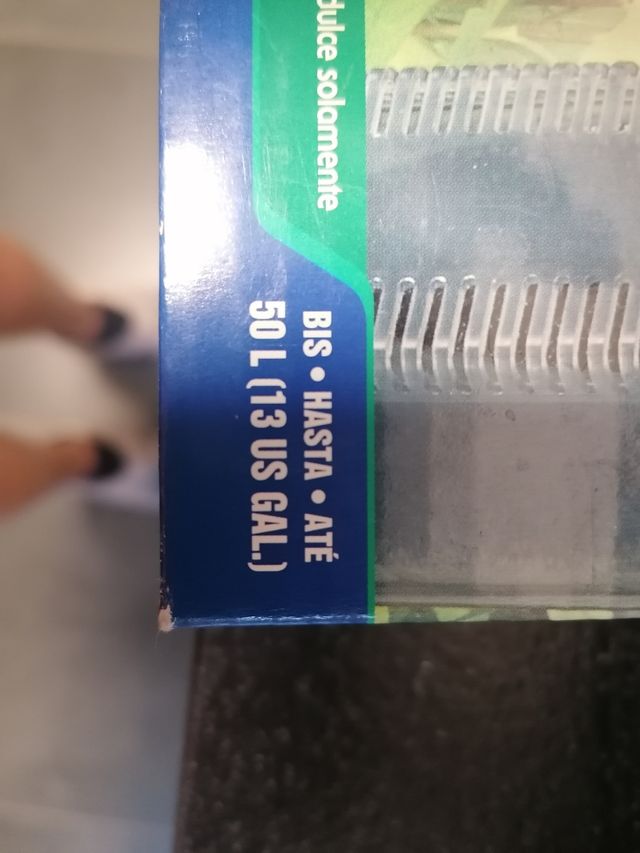 dulce solamente
BIS • HASTA • ATÉ
50 L (13 US GAL.)